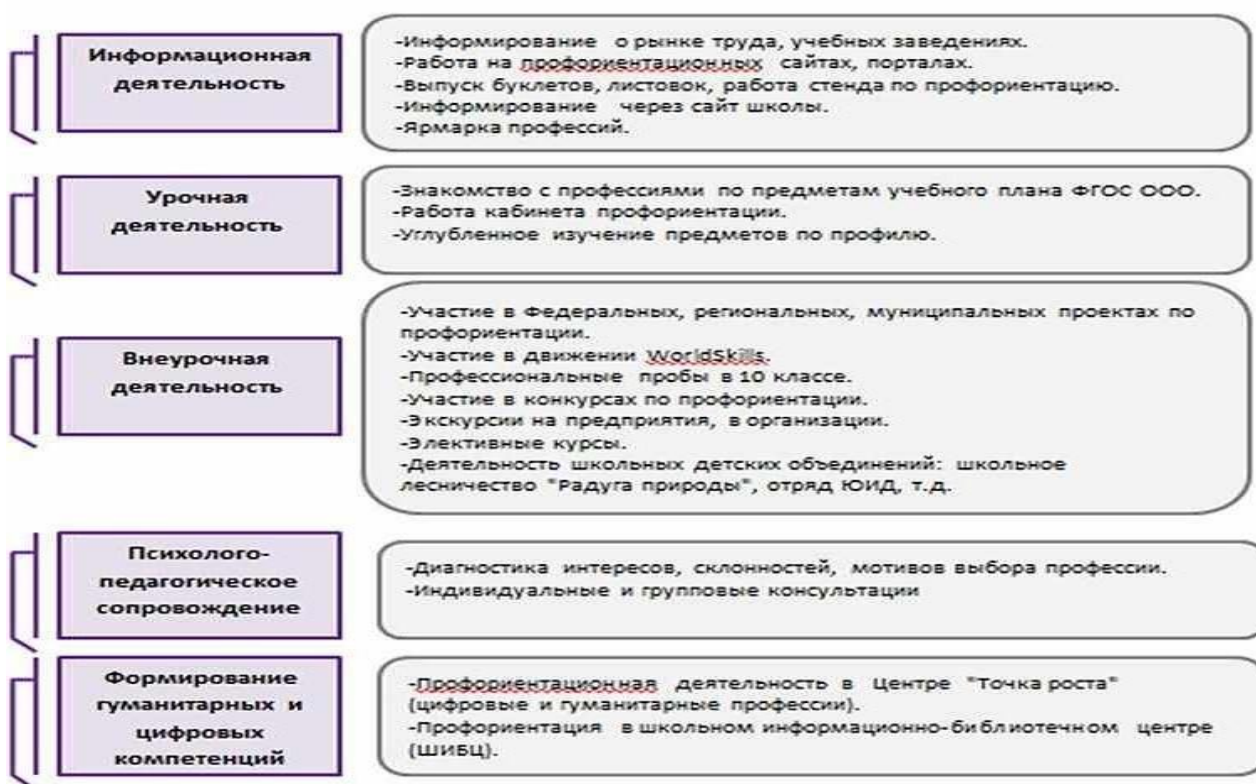 Информационная
деятельность
-Информирование о рынке труда, учебных заведениях.
-Работа на профориентационных сайтах, порталах.
-Выпуск буклетов, листовок, работа стенда по профориентацию.
-Информирование через сайт школы.
-Ярмарка профессий.
Урочная
деятельность
-Знакомство с профессиями по предметам учебного плана ФГОС ООО.
-Работа кабинета профориентации.
-Углубленное изучение предметов по профилю.
Внеурочная
деятельность
-Участие в Федеральных, региональных, муниципальных проектах по
профориентации.
-Участие в движении WorldSkills.
-Профессиональные пробы в 10 классе.
-Участие в конкурсах по профориентации.
-Экскурсии на предприятия, в организации.
-Элективные курсы.
-Деятельность школьных детских объединений: школьное
лесничество "Радуга природы", отряд ЮИД, т.д.
Психолого-
педагогическое
сопровождение
-Диагностика интересов, склонностей, мотивов выбора профессии.
-Индивидуальные и групповые консультации
Формирование
гуманитарных и
цифровых
компетенций
-Профориентационная деятельность в Центре "Точка роста"
(цифровые и гуманитарные профессии).
-Профориентация в школьном информационно-библиотечном центре
(ШИБЦ).